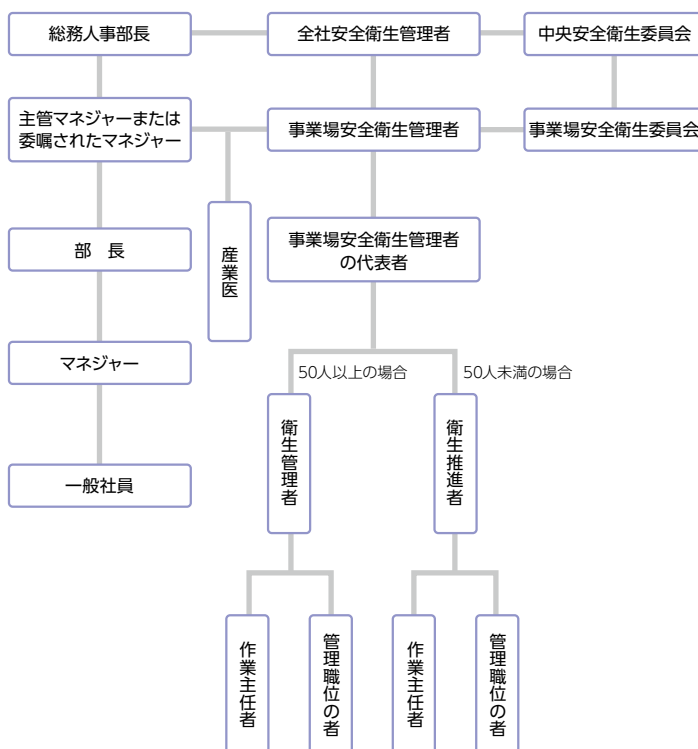 総務人事部長
全社安全衛生管理者
中央安全衛生委員会
主管マネジャーまたは
委嘱されたマネジャー
事業場安全衛生管理者
事業場安全衛生委員会
部 長
産業医
事業場安全衛生管理者
の代表者
マネジャー
50人以上の場合
50人未満の場合
衛生管理者
衛生推進者
一般社員
作業主任者
管理職位の者
作業主任者
管理職位の者